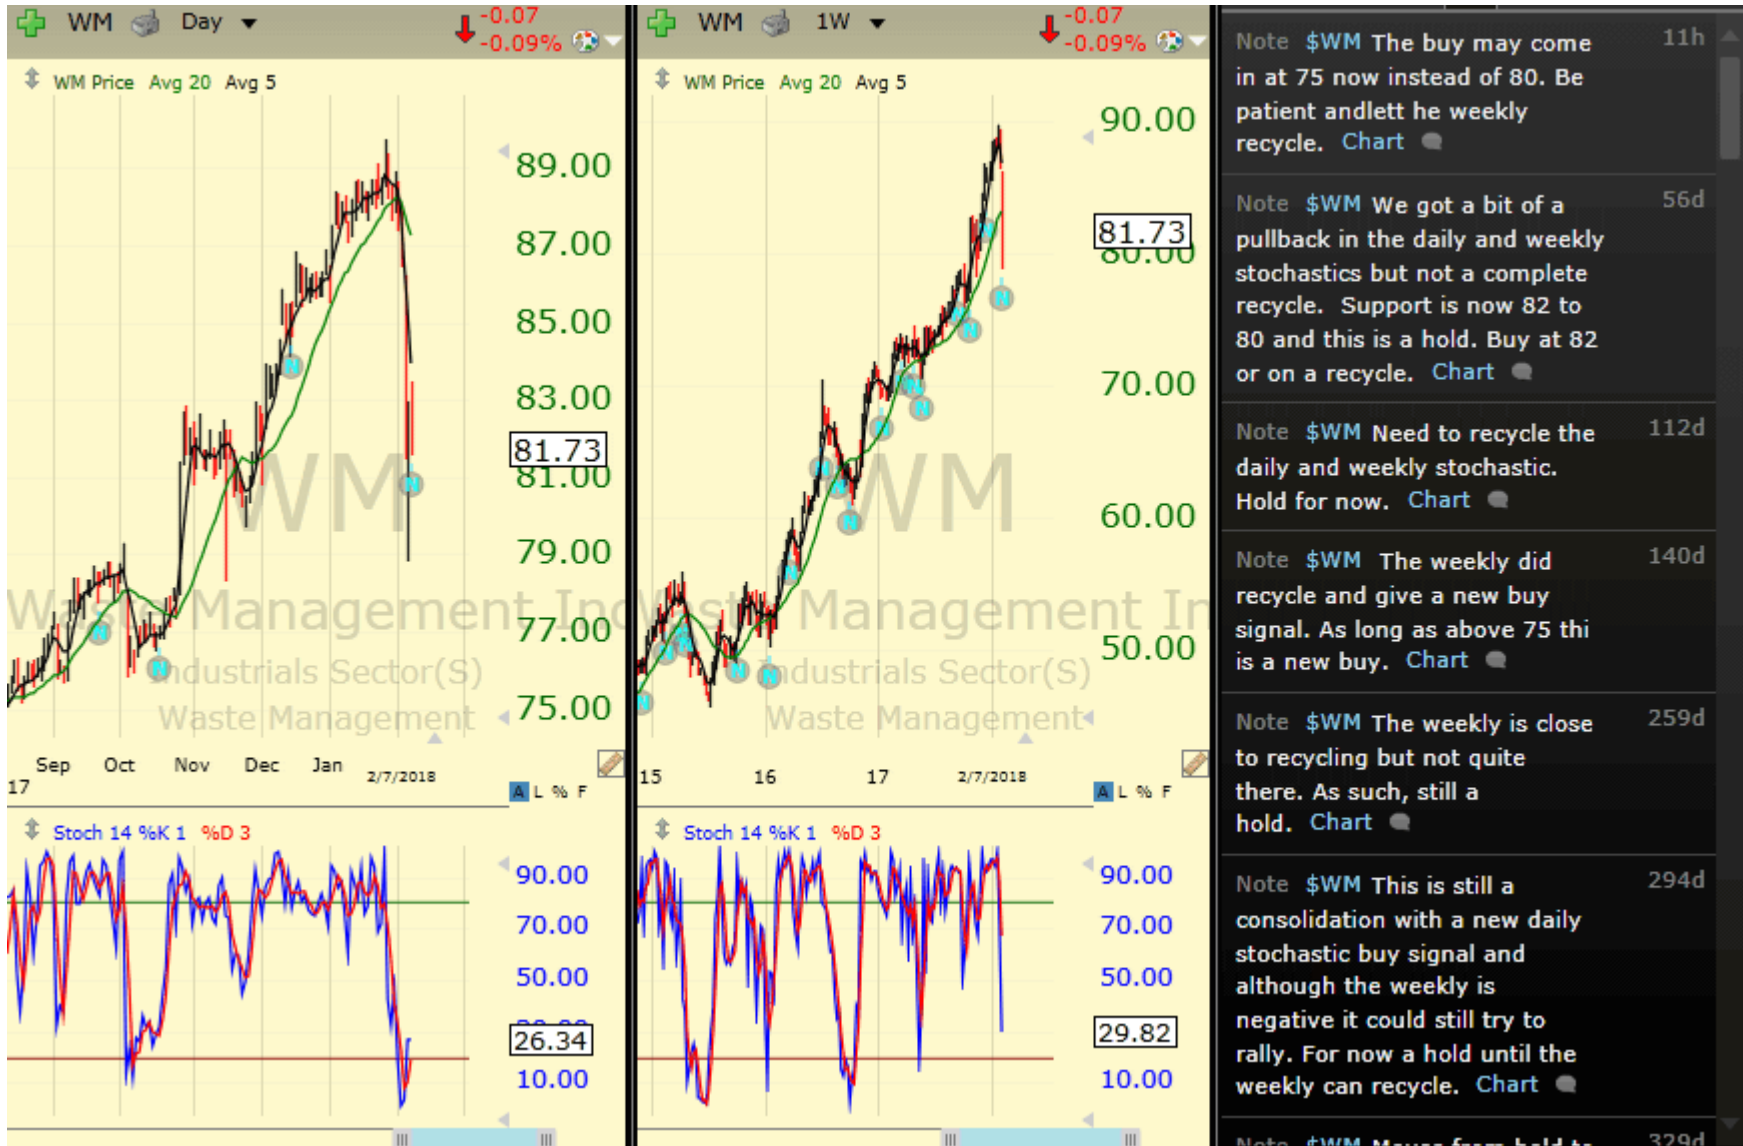 WM Day
-0.07
-0.09%
WM Price Avg 20 Avg 5
89.00
87.00
85.00
83.00
81.73
81.00
79.00
77.00
75.00
WM
Waste Management Inc
Industrials Sector(S)
Waste Management
Sep Oct Nov Dec Jan 2/7/2018
17
A L % F
Stoch 14 %K 1 %D 3
90.00
70.00
50.00
26.34
10.00
WM 1W
-0.07
-0.09%
WM Price Avg 20 Avg 5
90.00
81.73
80.00
70.00
60.00
50.00
WM
Waste Management In
Industrials Sector(S)
Waste Management
15 16 17 2/7/2018
A L % F
Stoch 14 %K 1 %D 3
90.00
70.00
50.00
29.82
10.00
Note $WM The buy may come 11h
in at 75 now instead of 80. Be
patient andlett he weekly
recycle. Chart
Note $WM We got a bit of a 56d
pullback in the daily and weekly
stochastics but not a complete
recycle. Support is now 82 to
80 and this is a hold. Buy at 82
or on a recycle. Chart
Note $WM Need to recycle the 112d
daily and weekly stochastic.
Hold for now. Chart
Note $WM The weekly did 140d
recycle and give a new buy
signal. As long as above 75 thi
is a new buy. Chart
Note $WM The weekly is close 259d
to recycling but not quite
there. As such, still a
hold. Chart
Note $WM This is still a 294d
consolidation with a new daily
stochastic buy signal and
although the weekly is
negative it could still try to
rally. For now a hold until the
weekly can recycle. Chart
Note $WM 329d